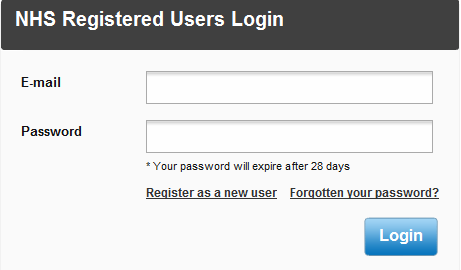 NHS Registered Users Login
E-mail
Password
* Your password will expire after 28 days
Register as a new user Forgotten your password?
Login